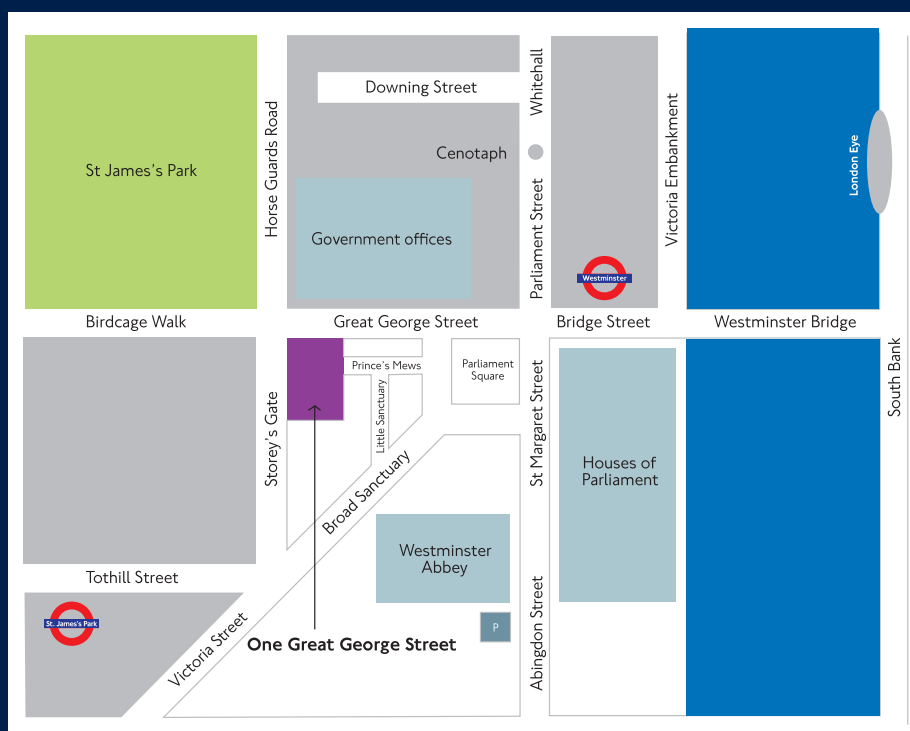 Downing Street
Whitehall
Cenotaph
St James's Park
Horse Guards Road
Victoria Embankment
London Eye
Government offices
Parliament Street
Westminster
Birdcage Walk
Great George Street
Bridge Street
Westminster Bridge
Prince's Mews
Parliament
Square
South Bank
Storey's Gate
Little Sanctuary
St Margaret Street
Broad Sanctuary
Houses of
Parliament
Westminster
Abbey
Tothill Street
St. James's Park
Victoria Street
P
Abingdon Street
One Great George Street